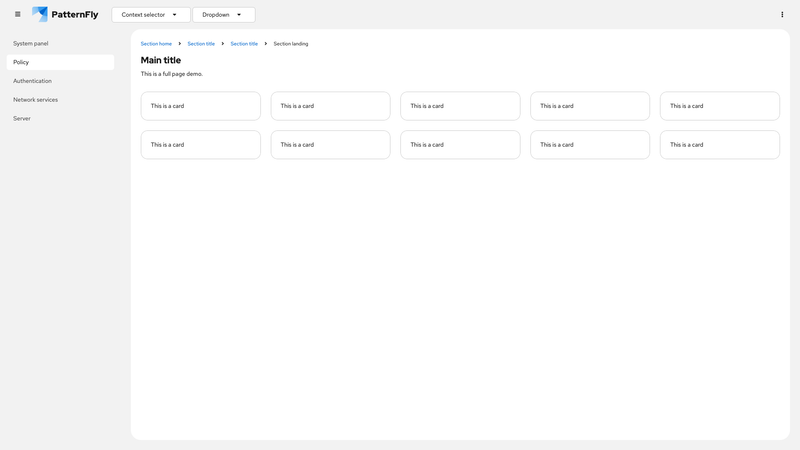 PatternFly
Context selector
Dropdown
System panel
Policy
Authentication
Network services
Server
Section home
Section title
Section title
Section landing
Main title
This is a full page demo.
This is a card
This is a card
This is a card
This is a card
This is a card
This is a card
This is a card
This is a card
This is a card
This is a card